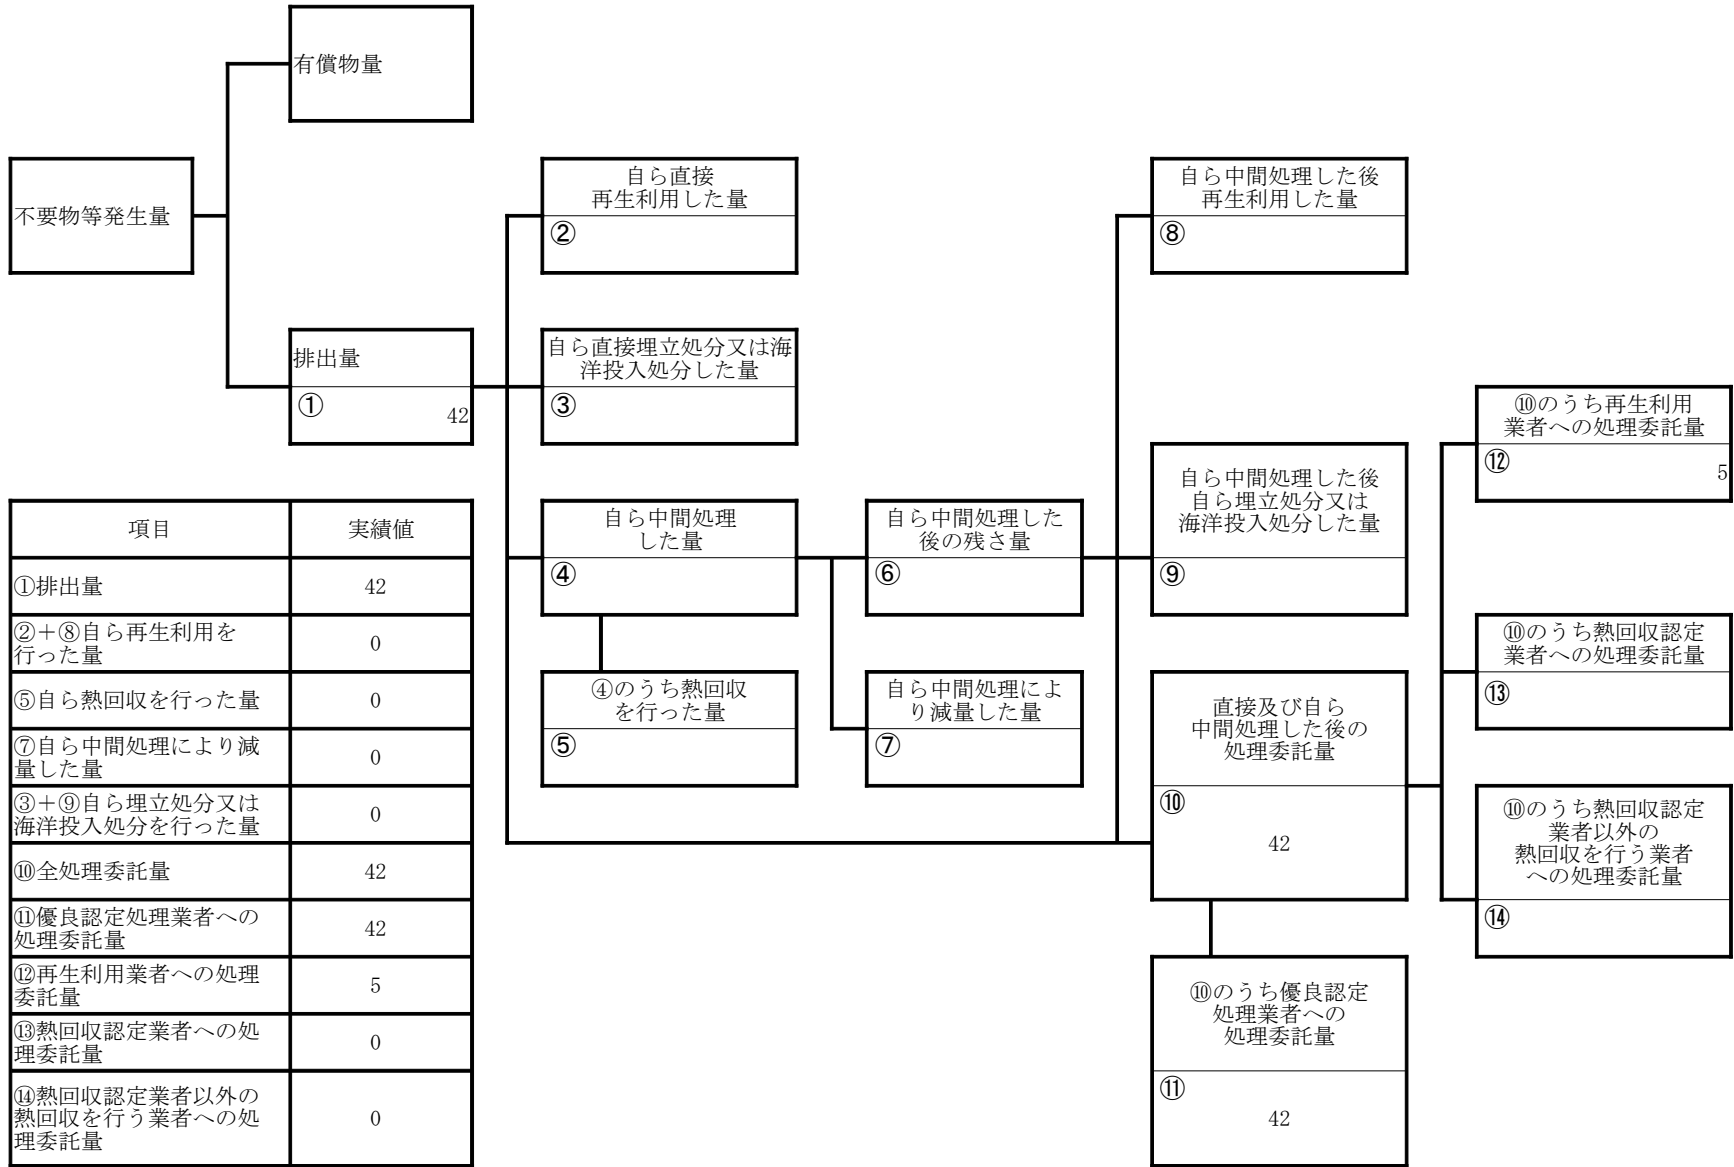 有償物量
不要物等発生量
排出量
①
42
自ら直接
再生利用した量
②
自ら直接埋立処分又は海
洋投入処分した量
③
自ら中間処理
した量
④
④のうち熱回収
を行った量
⑤
自ら中間処理した
後の残さ量
⑥
自ら中間処理によ
り減量した量
⑦
自ら中間処理した後
再生利用した量
⑧
自ら中間処理した後
自ら埋立処分又は
海洋投入処分した量
⑨
直接及び自ら
中間処理した後の
処理委託量
⑩
42
⑩のうち優良認定
処理業者への
処理委託量
⑪
42
⑩のうち再生利用
業者への処理委託量
⑫
5
⑩のうち熱回収認定
業者への処理委託量
⑬
⑩のうち熱回収認定
業者以外の
熱回収を行う業者
への処理委託量
⑭
項目 実績値
①排出量 42
②＋⑧自ら再生利用を
行った量 0
⑤自ら熱回収を行った量 0
⑦自ら中間処理により減
量した量 0
③＋⑨自ら埋立処分又は
海洋投入処分を行った量 0
⑩全処理委託量 42
⑪優良認定処理業者への
処理委託量 42
⑫再生利用業者への処理
委託量 5
⑬熱回収認定業者への処
理委託量 0
⑭熱回収認定業者以外の
熱回収を行う業者への処
理委託量 0